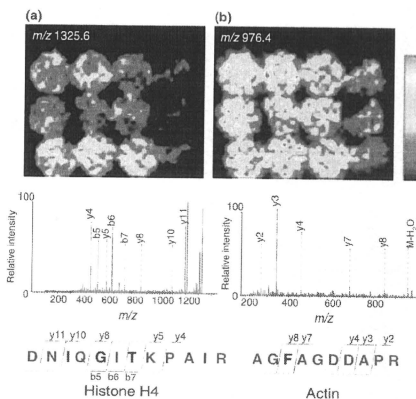 (a) (b)
m/z 1325.6 m/z 976.4
100 100
Relative intensity Relative intensity
y4 b5 y5 b6 b7 y8 y10 y11
y2 y3 y4 y7 y8 M-H2O
0 0
200 400 600 800 1000 1200 200 400 600 800
m/z m/z
y11 y10 y8 y5 y4 y8 y7 y4 y3 y2
D N I Q G I T K P A I R A G F A G D D A P R
b5 b6 b7
Histone H4 Actin